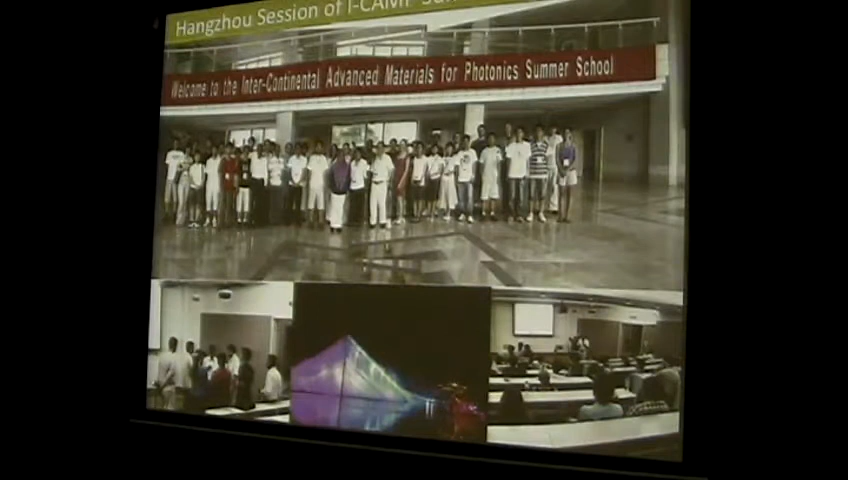 Hangzhou Session of I-CAMP
Welcome to the Inter-Continental Advanced Materials for Photonics Summer School